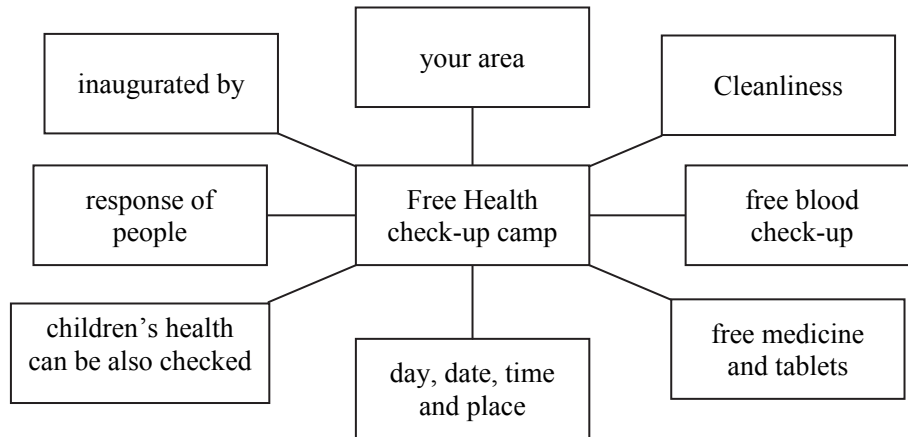 your area
inaugurated by
Cleanliness
response of
people
Free Health
check-up camp
free blood
check-up
children’s health
can be also checked
day, date, time
and place
free medicine
and tablets